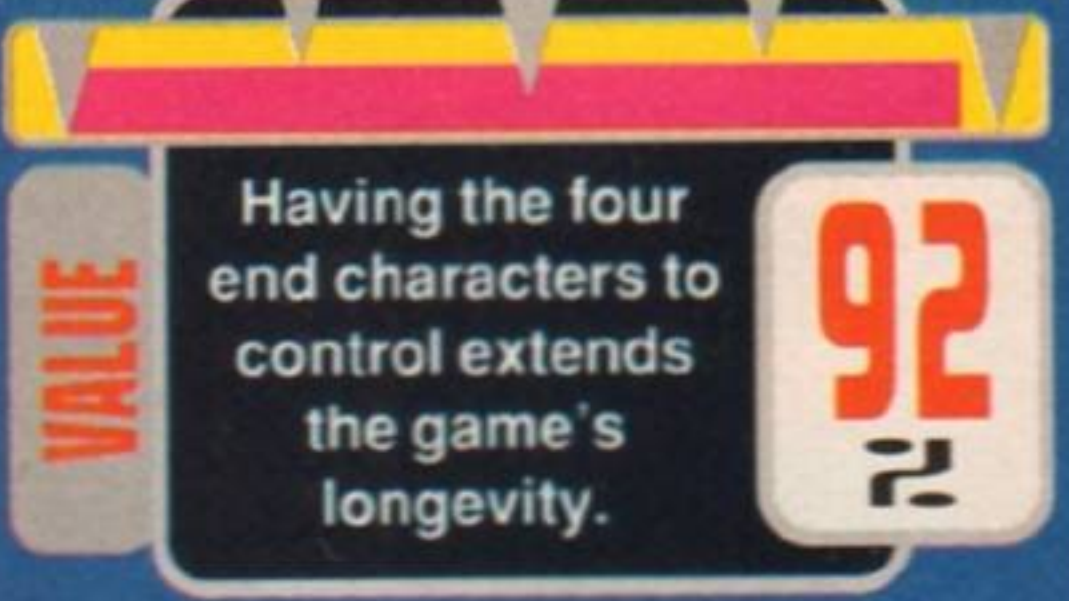 VALUE
Having the four
end characters to
control extends
the game's
longevity.
92
%